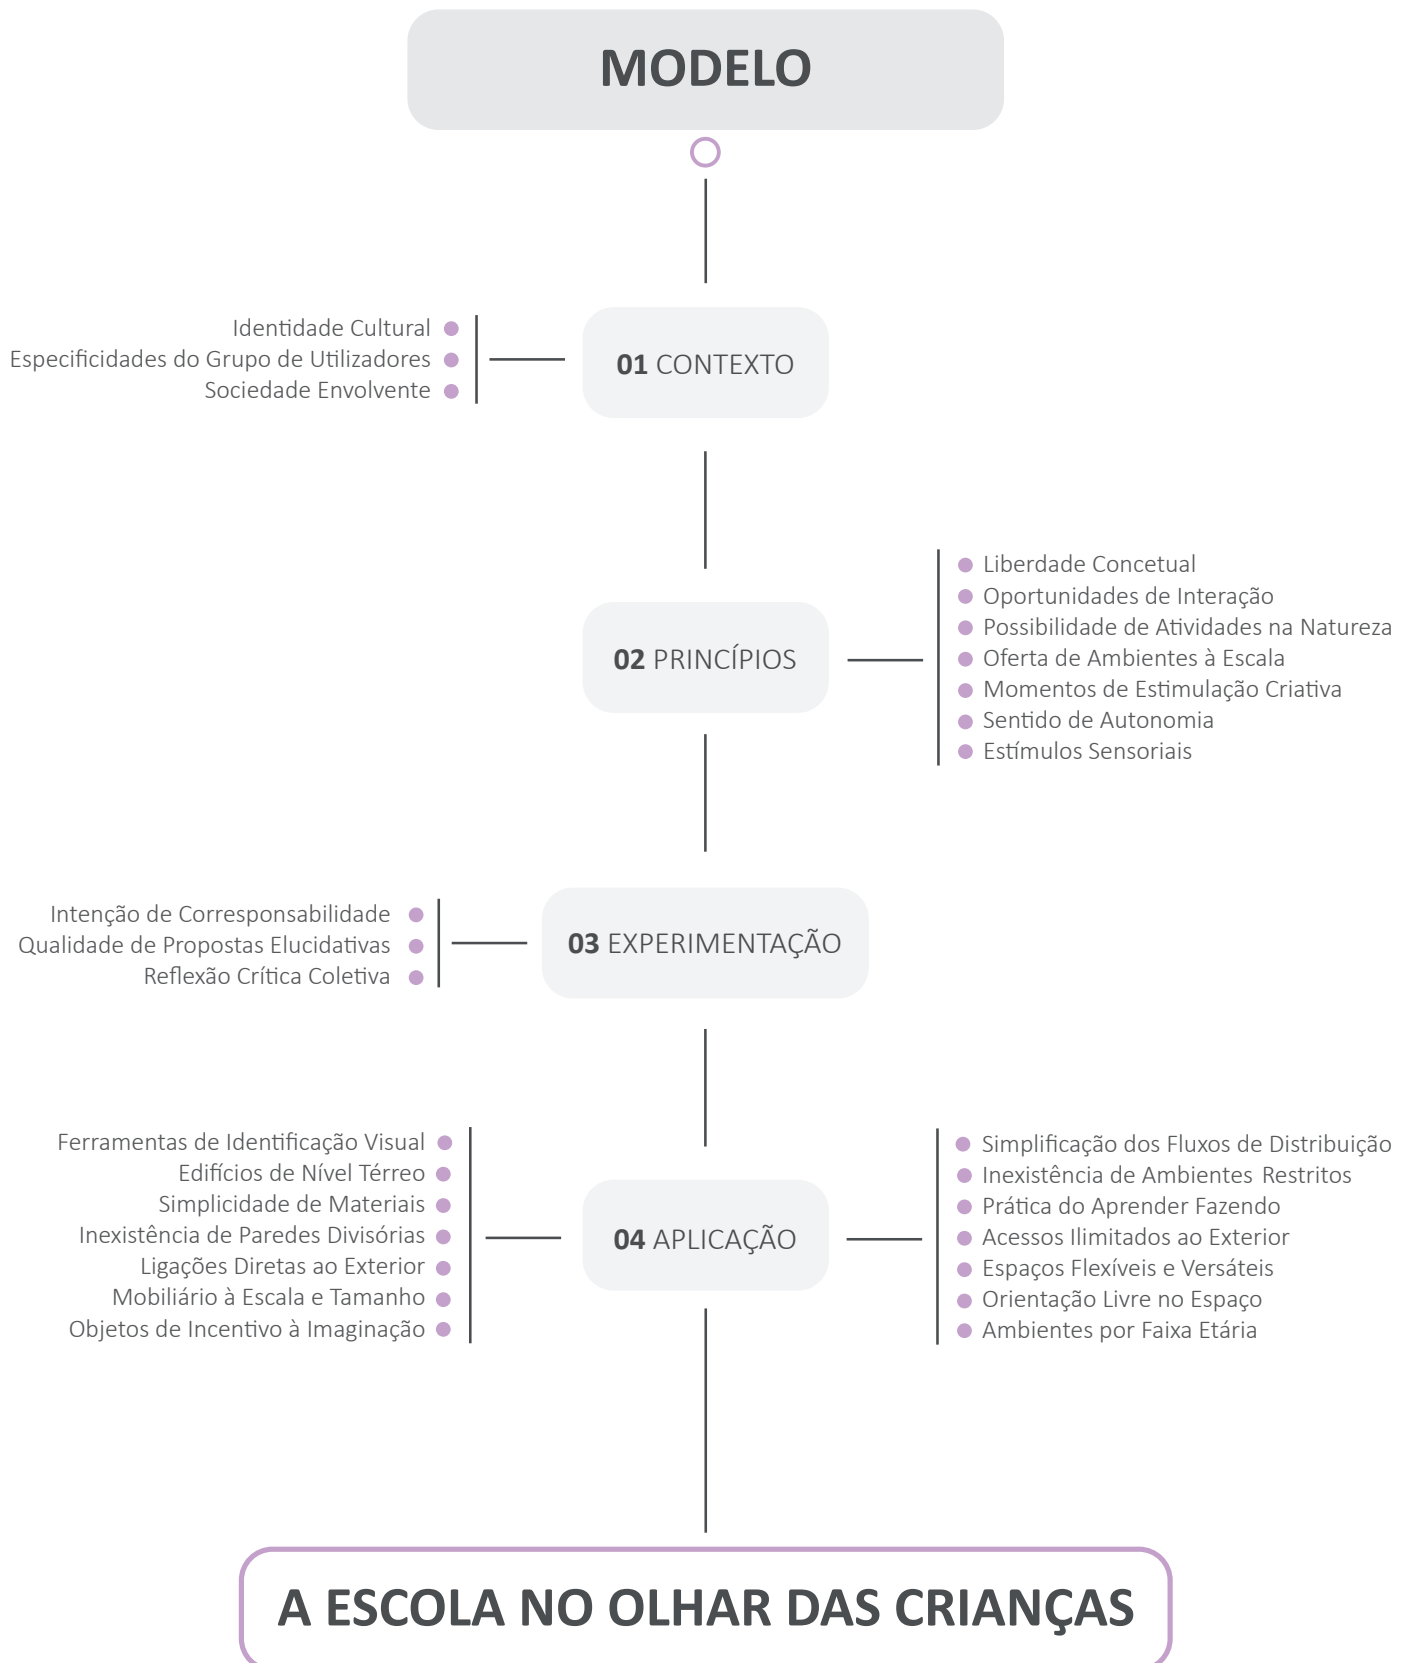 MODELO
Identidade Cultural
Especificidades do Grupo de Utilizadores
Sociedade Envolvente
01 CONTEXTO
02 PRINCÍPIOS
Liberdade Concetual
Oportunidades de Interação
Possibilidade de Atividades na Natureza
Oferta de Ambientes à Escala
Momentos de Estimulação Criativa
Sentido de Autonomia
Estímulos Sensoriais
Intenção de Corresponsabilidade
Qualidade de Propostas Elucidativas
Reflexão Crítica Coletiva
03 EXPERIMENTAÇÃO
Ferramentas de Identificação Visual
Edifícios de Nível Térreo
Simplicidade de Materiais
Inexistência de Paredes Divisórias
Ligações Diretas ao Exterior
Mobiliário à Escala e Tamanho
Objetos de Incentivo à Imaginação
04 APLICAÇÃO
Simplificação dos Fluxos de Distribuição
Inexistência de Ambientes Restritos
Prática do Aprender Fazendo
Acessos Ilimitados ao Exterior
Espaços Flexíveis e Versáteis
Orientação Livre no Espaço
Ambientes por Faixa Etária
A ESCOLA NO OLHAR DAS CRIANÇAS